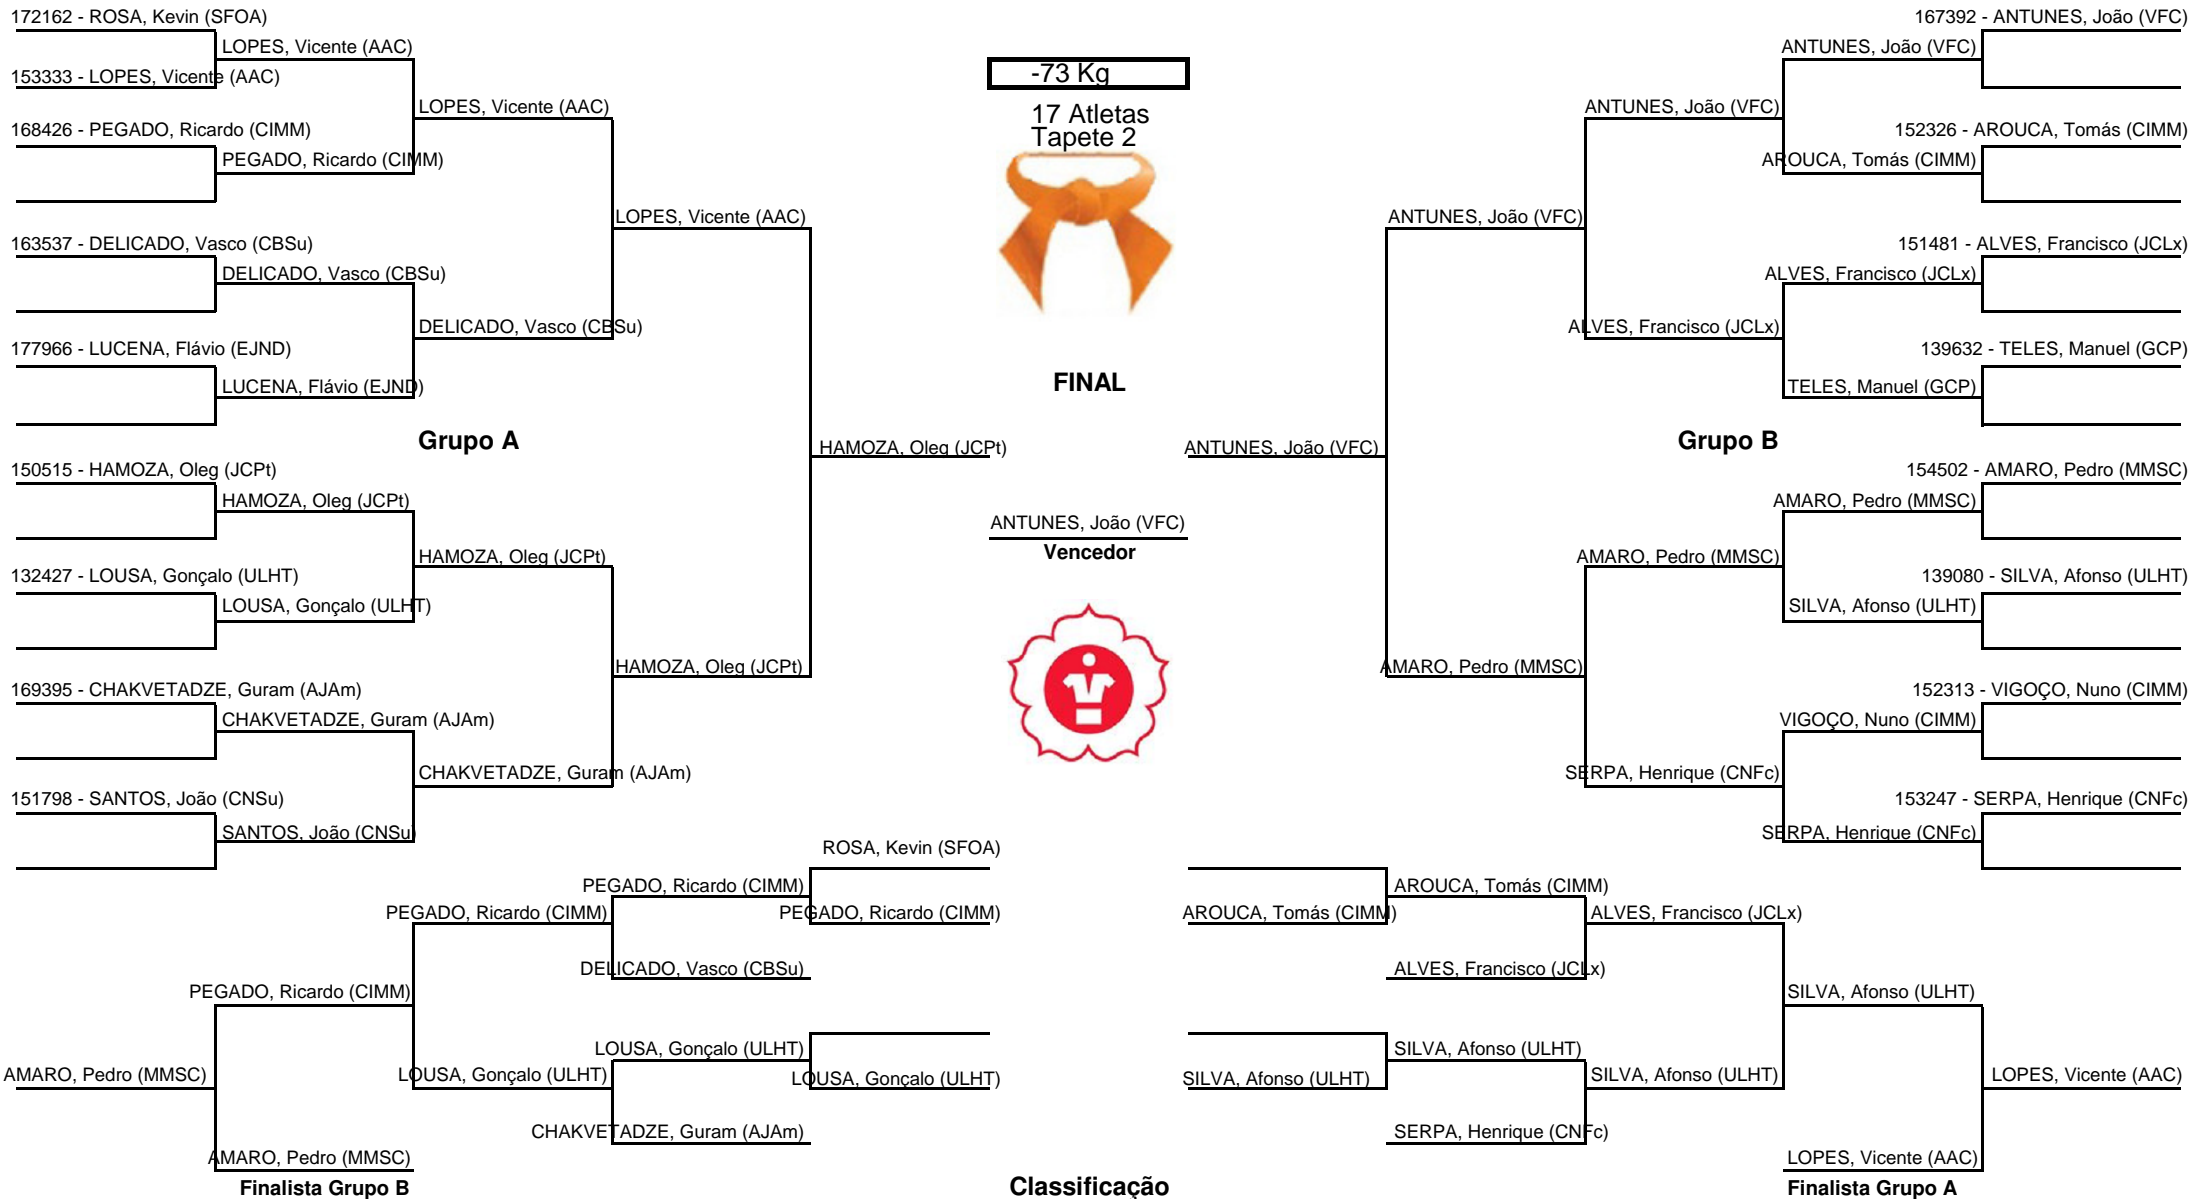 172162 - ROSA, Kevin (SFOA)
LOPES, Vicente (AAC)
153333 - LOPES, Vicente (AAC)
LOPES, Vicente (AAC)
168426 - PEGADO, Ricardo (CIMM)
PEGADO, Ricardo (CIMM)
LOPES, Vicente (AAC)
163537 - DELICADO, Vasco (CBSu)
DELICADO, Vasco (CBSu)
DELICADO, Vasco (CBSu)
177966 - LUCENA, Flávio (EJND)
LUCENA, Flávio (EJND)
Grupo A
HAMOZA, Oleg (JCPt)
150515 - HAMOZA, Oleg (JCPt)
HAMOZA, Oleg (JCPt)
HAMOZA, Oleg (JCPt)
132427 - LOUSA, Gonçalo (ULHT)
LOUSA, Gonçalo (ULHT)
HAMOZA, Oleg (JCPt)
169395 - CHAKVETADZE, Guram (AJAm)
CHAKVETADZE, Guram (AJAm)
CHAKVETADZE, Guram (AJAm)
151798 - SANTOS, João (CNSu)
SANTOS, João (CNSu)
-73 Kg
17 Atletas
Tapete 2
FINAL
ANTUNES, João (VFC)
Vencedor
167392 - ANTUNES, João (VFC)
ANTUNES, João (VFC)
ANTUNES, João (VFC)
152326 - AROUCA, Tomás (CIMM)
AROUCA, Tomás (CIMM)
ANTUNES, João (VFC)
151481 - ALVES, Francisco (JCLx)
ALVES, Francisco (JCLx)
ALVES, Francisco (JCLx)
139632 - TELES, Manuel (GCP)
TELES, Manuel (GCP)
Grupo B
ANTUNES, João (VFC)
154502 - AMARO, Pedro (MMSC)
AMARO, Pedro (MMSC)
AMARO, Pedro (MMSC)
139080 - SILVA, Afonso (ULHT)
SILVA, Afonso (ULHT)
AMARO, Pedro (MMSC)
152313 - VIGOÇO, Nuno (CIMM)
VIGOÇO, Nuno (CIMM)
SERPA, Henrique (CNFc)
153247 - SERPA, Henrique (CNFc)
SERPA, Henrique (CNFc)
ROSA, Kevin (SFOA)
PEGADO, Ricardo (CIMM)
PEGADO, Ricardo (CIMM)
PEGADO, Ricardo (CIMM)
DELICADO, Vasco (CBSu)
PEGADO, Ricardo (CIMM)
LOUSA, Gonçalo (ULHT)
LOUSA, Gonçalo (ULHT)
LOUSA, Gonçalo (ULHT)
AMARO, Pedro (MMSC)
CHAKVETADZE, Guram (AJAm)
AMARO, Pedro (MMSC)
Finalista Grupo B
AROUCA, Tomás (CIMM)
AROUCA, Tomás (CIMM)
ALVES, Francisco (JCLx)
ALVES, Francisco (JCLx)
SILVA, Afonso (ULHT)
SILVA, Afonso (ULHT)
SILVA, Afonso (ULHT)
SILVA, Afonso (ULHT)
LOPES, Vicente (AAC)
SERPA, Henrique (CNFc)
LOPES, Vicente (AAC)
Finalista Grupo A
Classificação